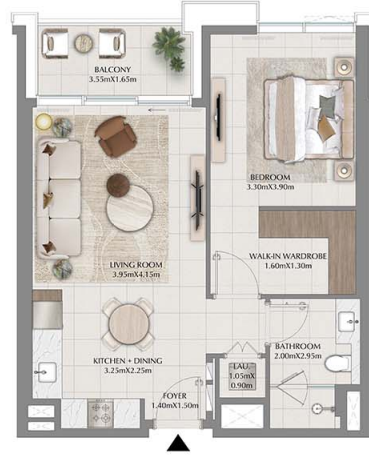 BALCONY
3.55mX1.65m
BEDROOM
3.30mX3.90m
LIVING ROOM
3.95mX4.15m
WALK-IN WARDROBE
1.60mX1.30m
KITCHEN + DINING
3.25mX2.25m
BATHROOM
2.00mX2.95m
LAU.
1.05mX
0.90m
FOYER
1.40mX1.50m